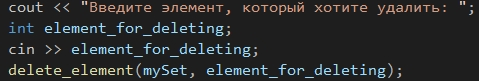 cout << "Введите элемент, который хотите удалить: ";
int element_for_deleting;
cin >> element_for_deleting;
delete_element(mySet, element_for_deleting);